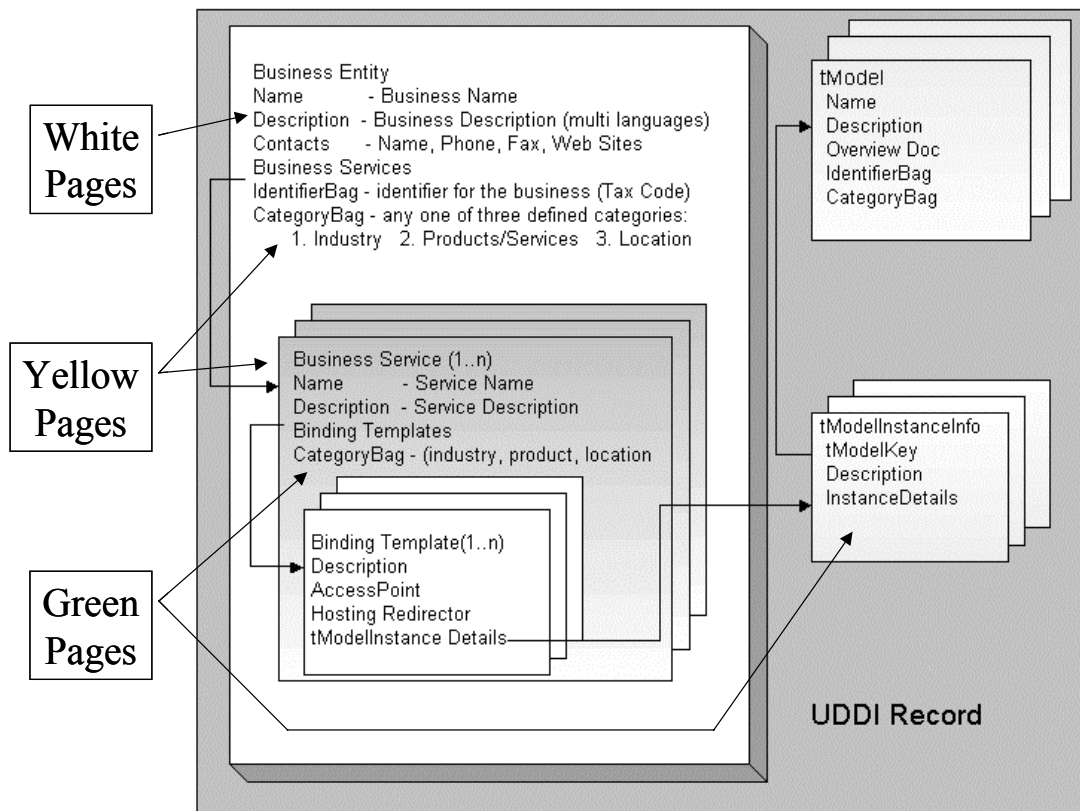 White
Pages
Yellow
Pages
Green
Pages
Business Entity
Name - Business Name
Description - Business Description (multi languages)
Contacts - Name, Phone, Fax, Web Sites
Business Services
IdentifierBag - identifier for the business (Tax Code)
CategoryBag - any one of three defined categories:
1. Industry 2. Products/Services 3. Location
Business Service (1..n)
Name - Service Name
Description - Service Description
Binding Templates
CategoryBag - (industry, product, location
Binding Template(1..n)
Description
AccessPoint
Hosting Redirector
tModelInstance Details
tModel
Name
Description
Overview Doc
IdentifierBag
CategoryBag
tModelInstanceInfo
tModelKey
Description
InstanceDetails
UDDI Record